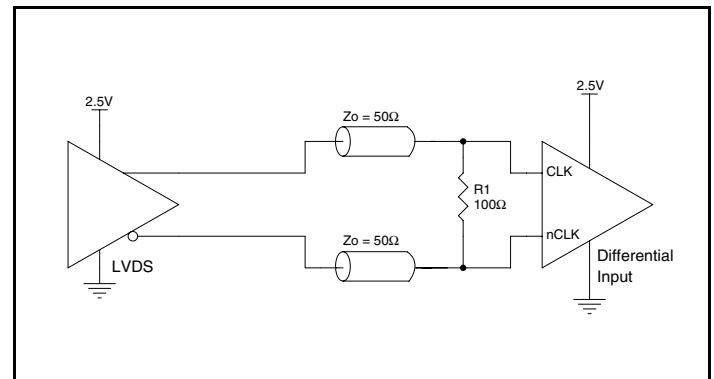 2.5V
2.5V
Zo = 50Ω
CLK
R1
100Ω
Zo = 50Ω
nCLK
LVDS
Differential
Input